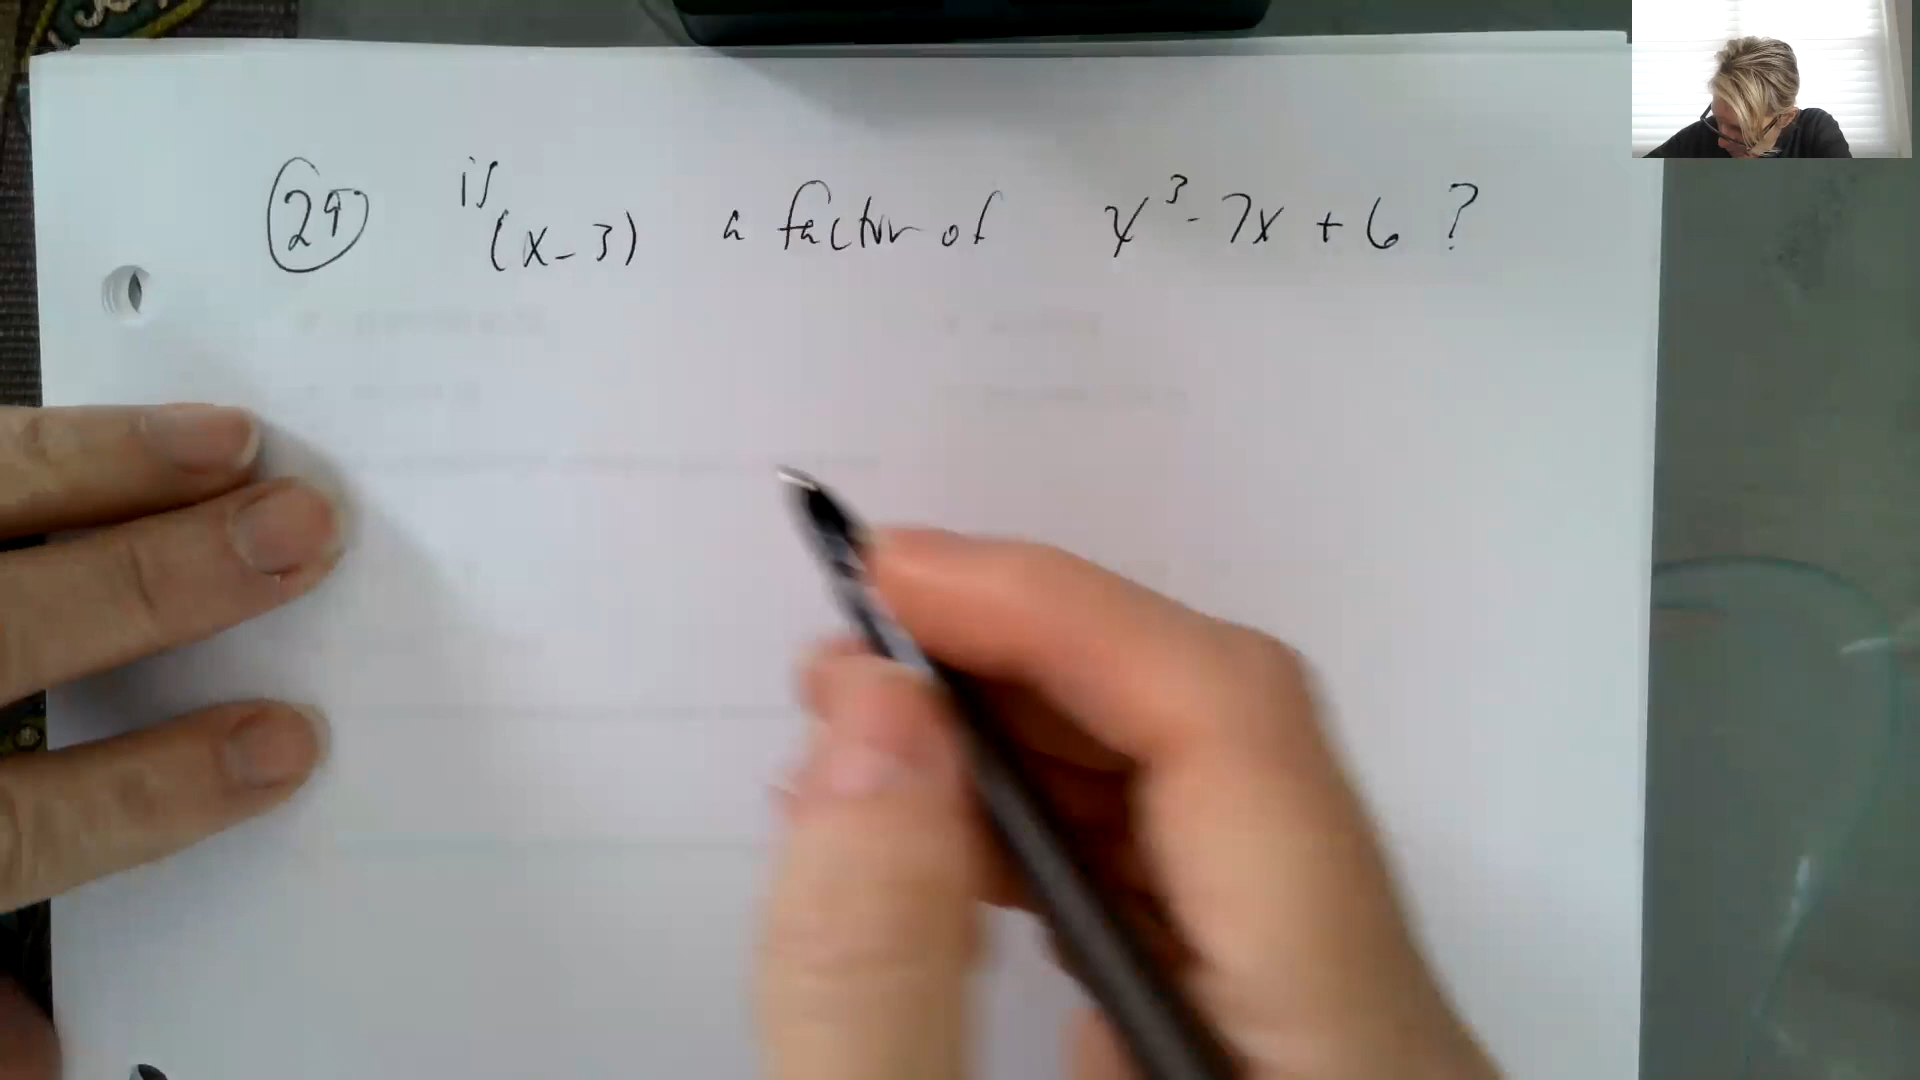 29 is (x-3) a factor of x³-7x+6?